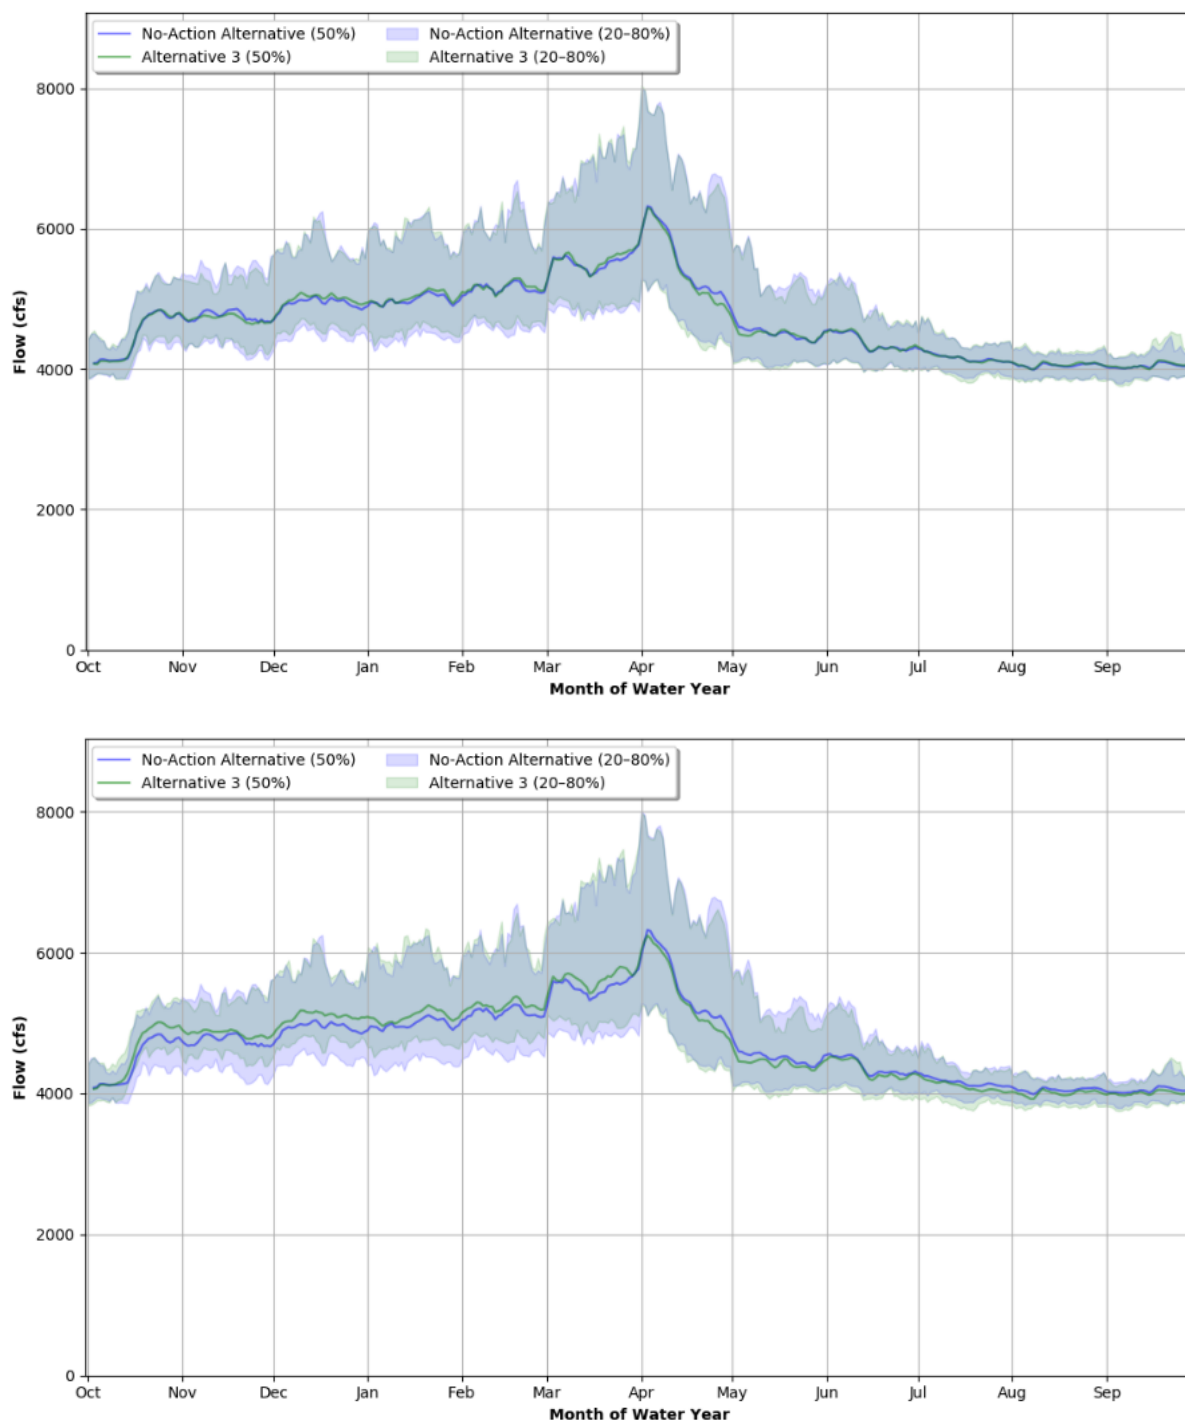 No-Action Alternative (50%) No-Action Alternative (20–80%)
Alternative 3 (50%) Alternative 3 (20–80%)
8000
6000
4000
2000
0
Flow (cfs)
Oct Nov Dec Jan Feb Mar Apr May Jun Jul Aug Sep
Month of Water Year
No-Action Alternative (50%) No-Action Alternative (20–80%)
Alternative 3 (50%) Alternative 3 (20–80%)
8000
6000
4000
2000
0
Flow (cfs)
Oct Nov Dec Jan Feb Mar Apr May Jun Jul Aug Sep
Month of Water Year